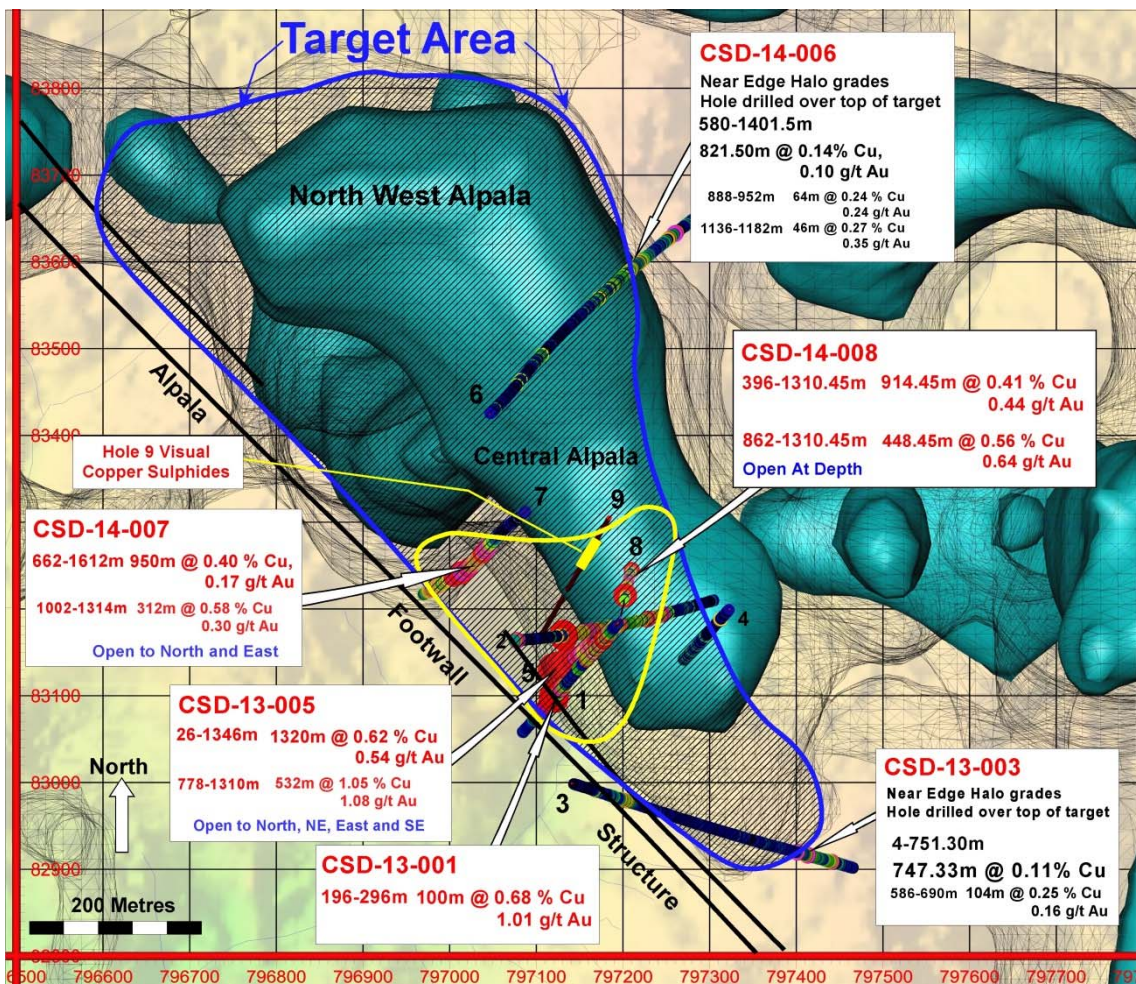 Target Area
CSD-14-006
Near Edge Halo grades
Hole drilled over top of target
580-1401.5m
821.50m @ 0.14% Cu,
0.10 g/t Au
888-952m 64m @ 0.24 % Cu
0.24 g/t Au
1136-1182m 46m @ 0.27 % Cu
0.35 g/t Au
83800
North West Alpala
83600
83500
Alpala
6
CSD-14-008
396-1310.45m 914.45m @ 0.41 % Cu
0.44 g/t Au
862-1310.45m 448.45m @ 0.56 % Cu
0.64 g/t Au
Open At Depth
83400
Hole 9 Visual
Copper Sulphides
Central Alpala
7
9
8
CSD-14-007
662-1612m 950m @ 0.40 % Cu,
0.17 g/t Au
1002-1314m 312m @ 0.58 % Cu
0.30 g/t Au
Open to North and East
Footwall
2
4
5
1
83100
CSD-13-005
26-1346m 1320m @ 0.62 % Cu
0.54 g/t Au
778-1310m 532m @ 1.05 % Cu
1.08 g/t Au
Open to North, NE, East and SE
North
83000
3
Structure
CSD-13-003
Near Edge Halo grades
Hole drilled over top of target
4-751.30m
747.33m @ 0.11% Cu
586-690m 104m @ 0.25 % Cu
0.16 g/t Au
CSD-13-001
196-296m 100m @ 0.68 % Cu
1.01 g/t Au
82900
200 Metres
6500 796600 796700 796800 796900 797000 797100 797200 797300 797400 797500 797600 797700